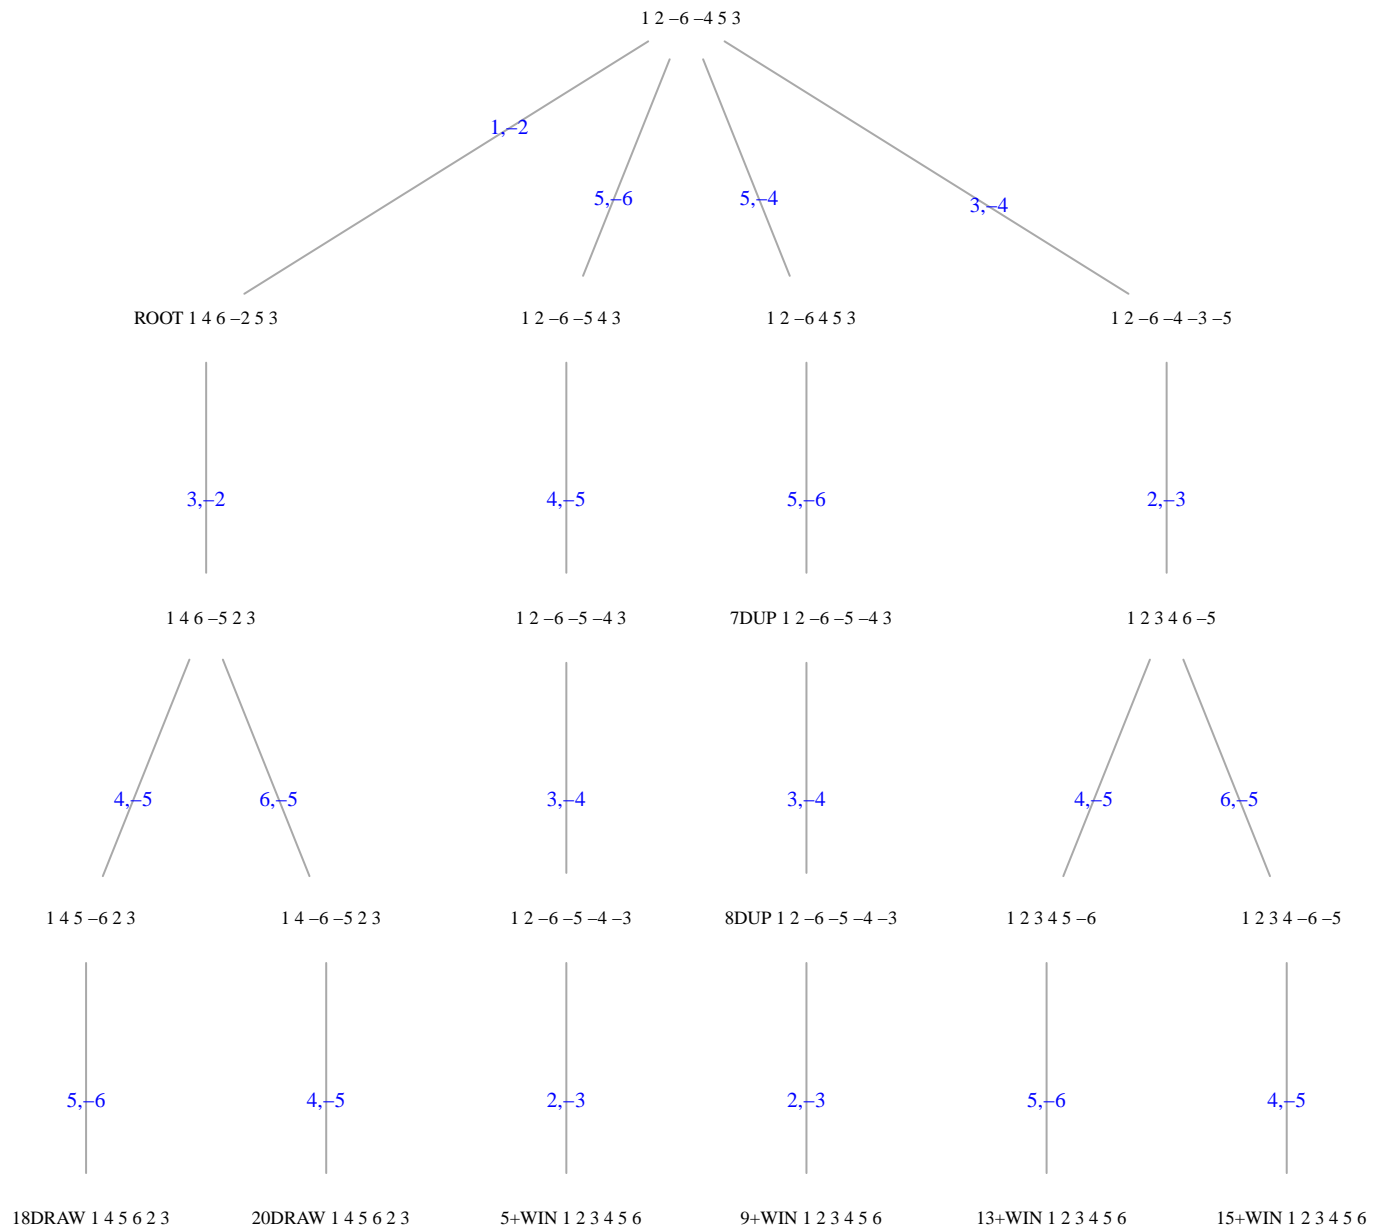 1 2 –6 –4 5 3
1,–2
5,–6
5,–4
3,–4
ROOT 1 4 6 –2 5 3
1 2 –6 –5 4 3
1 2 –6 4 5 3
1 2 –6 –4 –3 –5
3,–2
4,–5
5,–6
2,–3
1 4 6 –5 2 3
1 2 –6 –5 –4 3
7DUP 1 2 –6 –5 –4 3
1 2 3 4 6 –5
4,–5
6,–5
3,–4
3,–4
4,–5
6,–5
1 4 5 –6 2 3
1 4 –6 –5 2 3
1 2 –6 –5 –4 –3
8DUP 1 2 –6 –5 –4 –3
1 2 3 4 5 –6
1 2 3 4 –6 –5
5,–6
4,–5
2,–3
2,–3
5,–6
4,–5
18DRAW 1 4 5 6 2 3
20DRAW 1 4 5 6 2 3
5+WIN 1 2 3 4 5 6
9+WIN 1 2 3 4 5 6
13+WIN 1 2 3 4 5 6
15+WIN 1 2 3 4 5 6